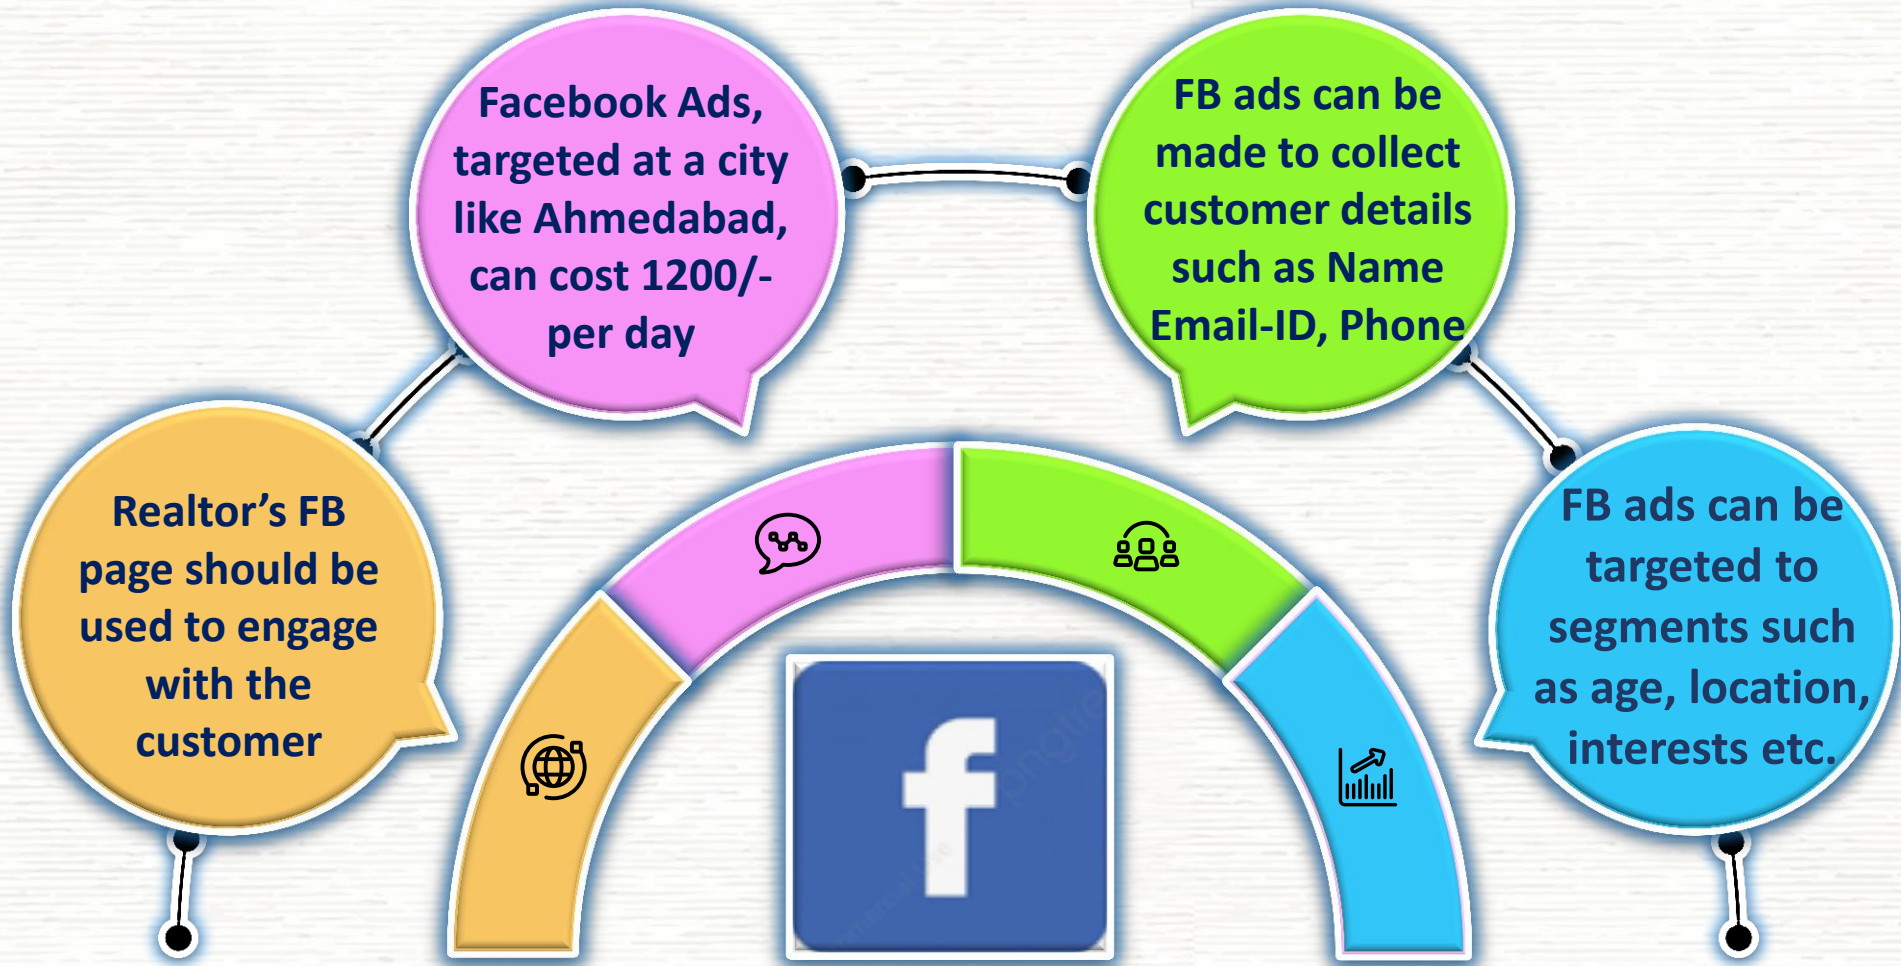 Facebook Ads,
targeted at a city
like Ahmedabad,
can cost 1200/-
per day
FB ads can be
made to collect
customer details
such as Name
Email-ID, Phone
Realtor’s FB
page should be
used to engage
with the
customer
FB ads can be
targeted to
segments such
as age, location,
interests etc.
f
pngtree